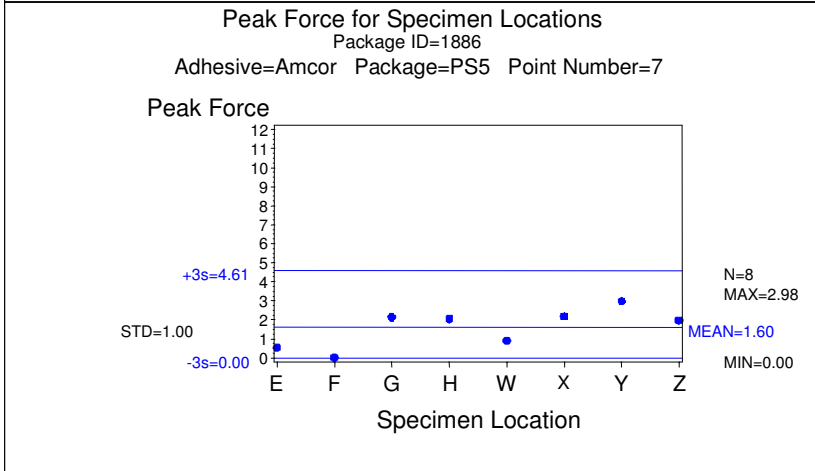 Peak Force for Specimen Locations
Package ID=1886
Adhesive=Amcor Package=PS5 Point Number=7
Peak Force
12
11
10
9
8
7
6
5
+3s=4.61 4 N=8
MAX=2.98
3
2
STD=1.00 MEAN=1.60
1
-3s=0.00 0 MIN=0.00
E F G H W X Y Z
Specimen Location